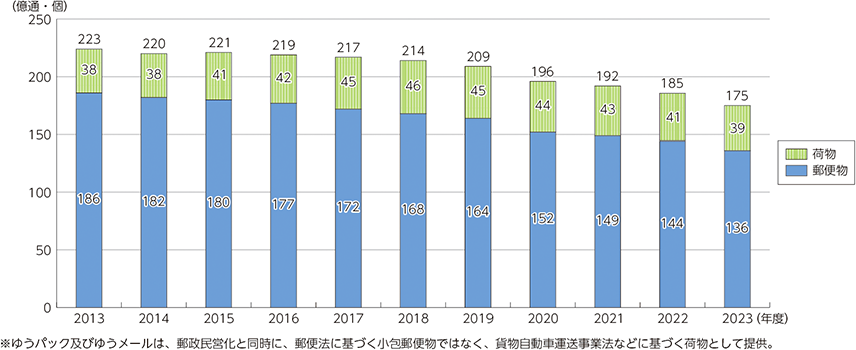 (億通・個)
250
200
150
100
50
0
223 220 221 219 217 214 209 196 192 185 175
38 38 41 42 45 46 45 44 43 41 39
186 182 180 177 172 168 164 152 149 144 136
荷物
郵便物
2013 2014 2015 2016 2017 2018 2019 2020 2021 2022 2023 (年度)
※ゆうパック及びゆうメールは、郵政民営化と同時に、郵便法に基づく小包郵便物ではなく、貨物自動車運送事業法などに基づく荷物として提供。